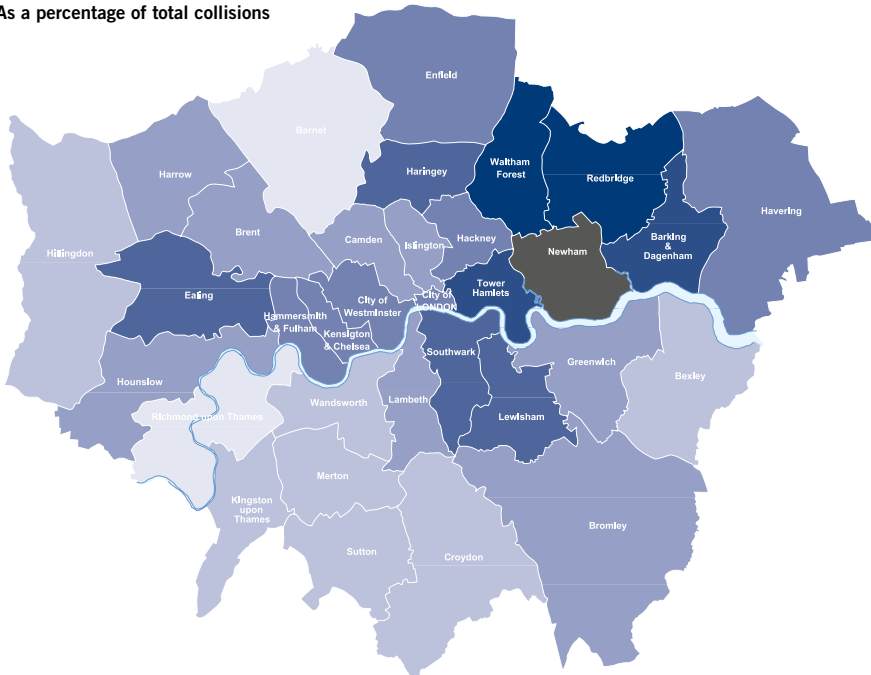 As a percentage of total collisions
Enfield
Barnet
Waltham
Forest
Haringey
Harrow
Redbridge
Havering
Brent
Camden
Islington
Hackney
Barking
&
Dagenham
Hillingdon
Newham
Ealing
Tower
Hamlets
City of
LONDON
City of
Westminster
Hammersmith
& Fulham
Kensigton
& Chelsea
Southwark
Greenwich
Bexley
Hounslow
Wandsworth
Lambeth
Richmond upon Thames
Lewisham
Merton
Kingston
upon
Thames
Bromley
Sutton
Croydon